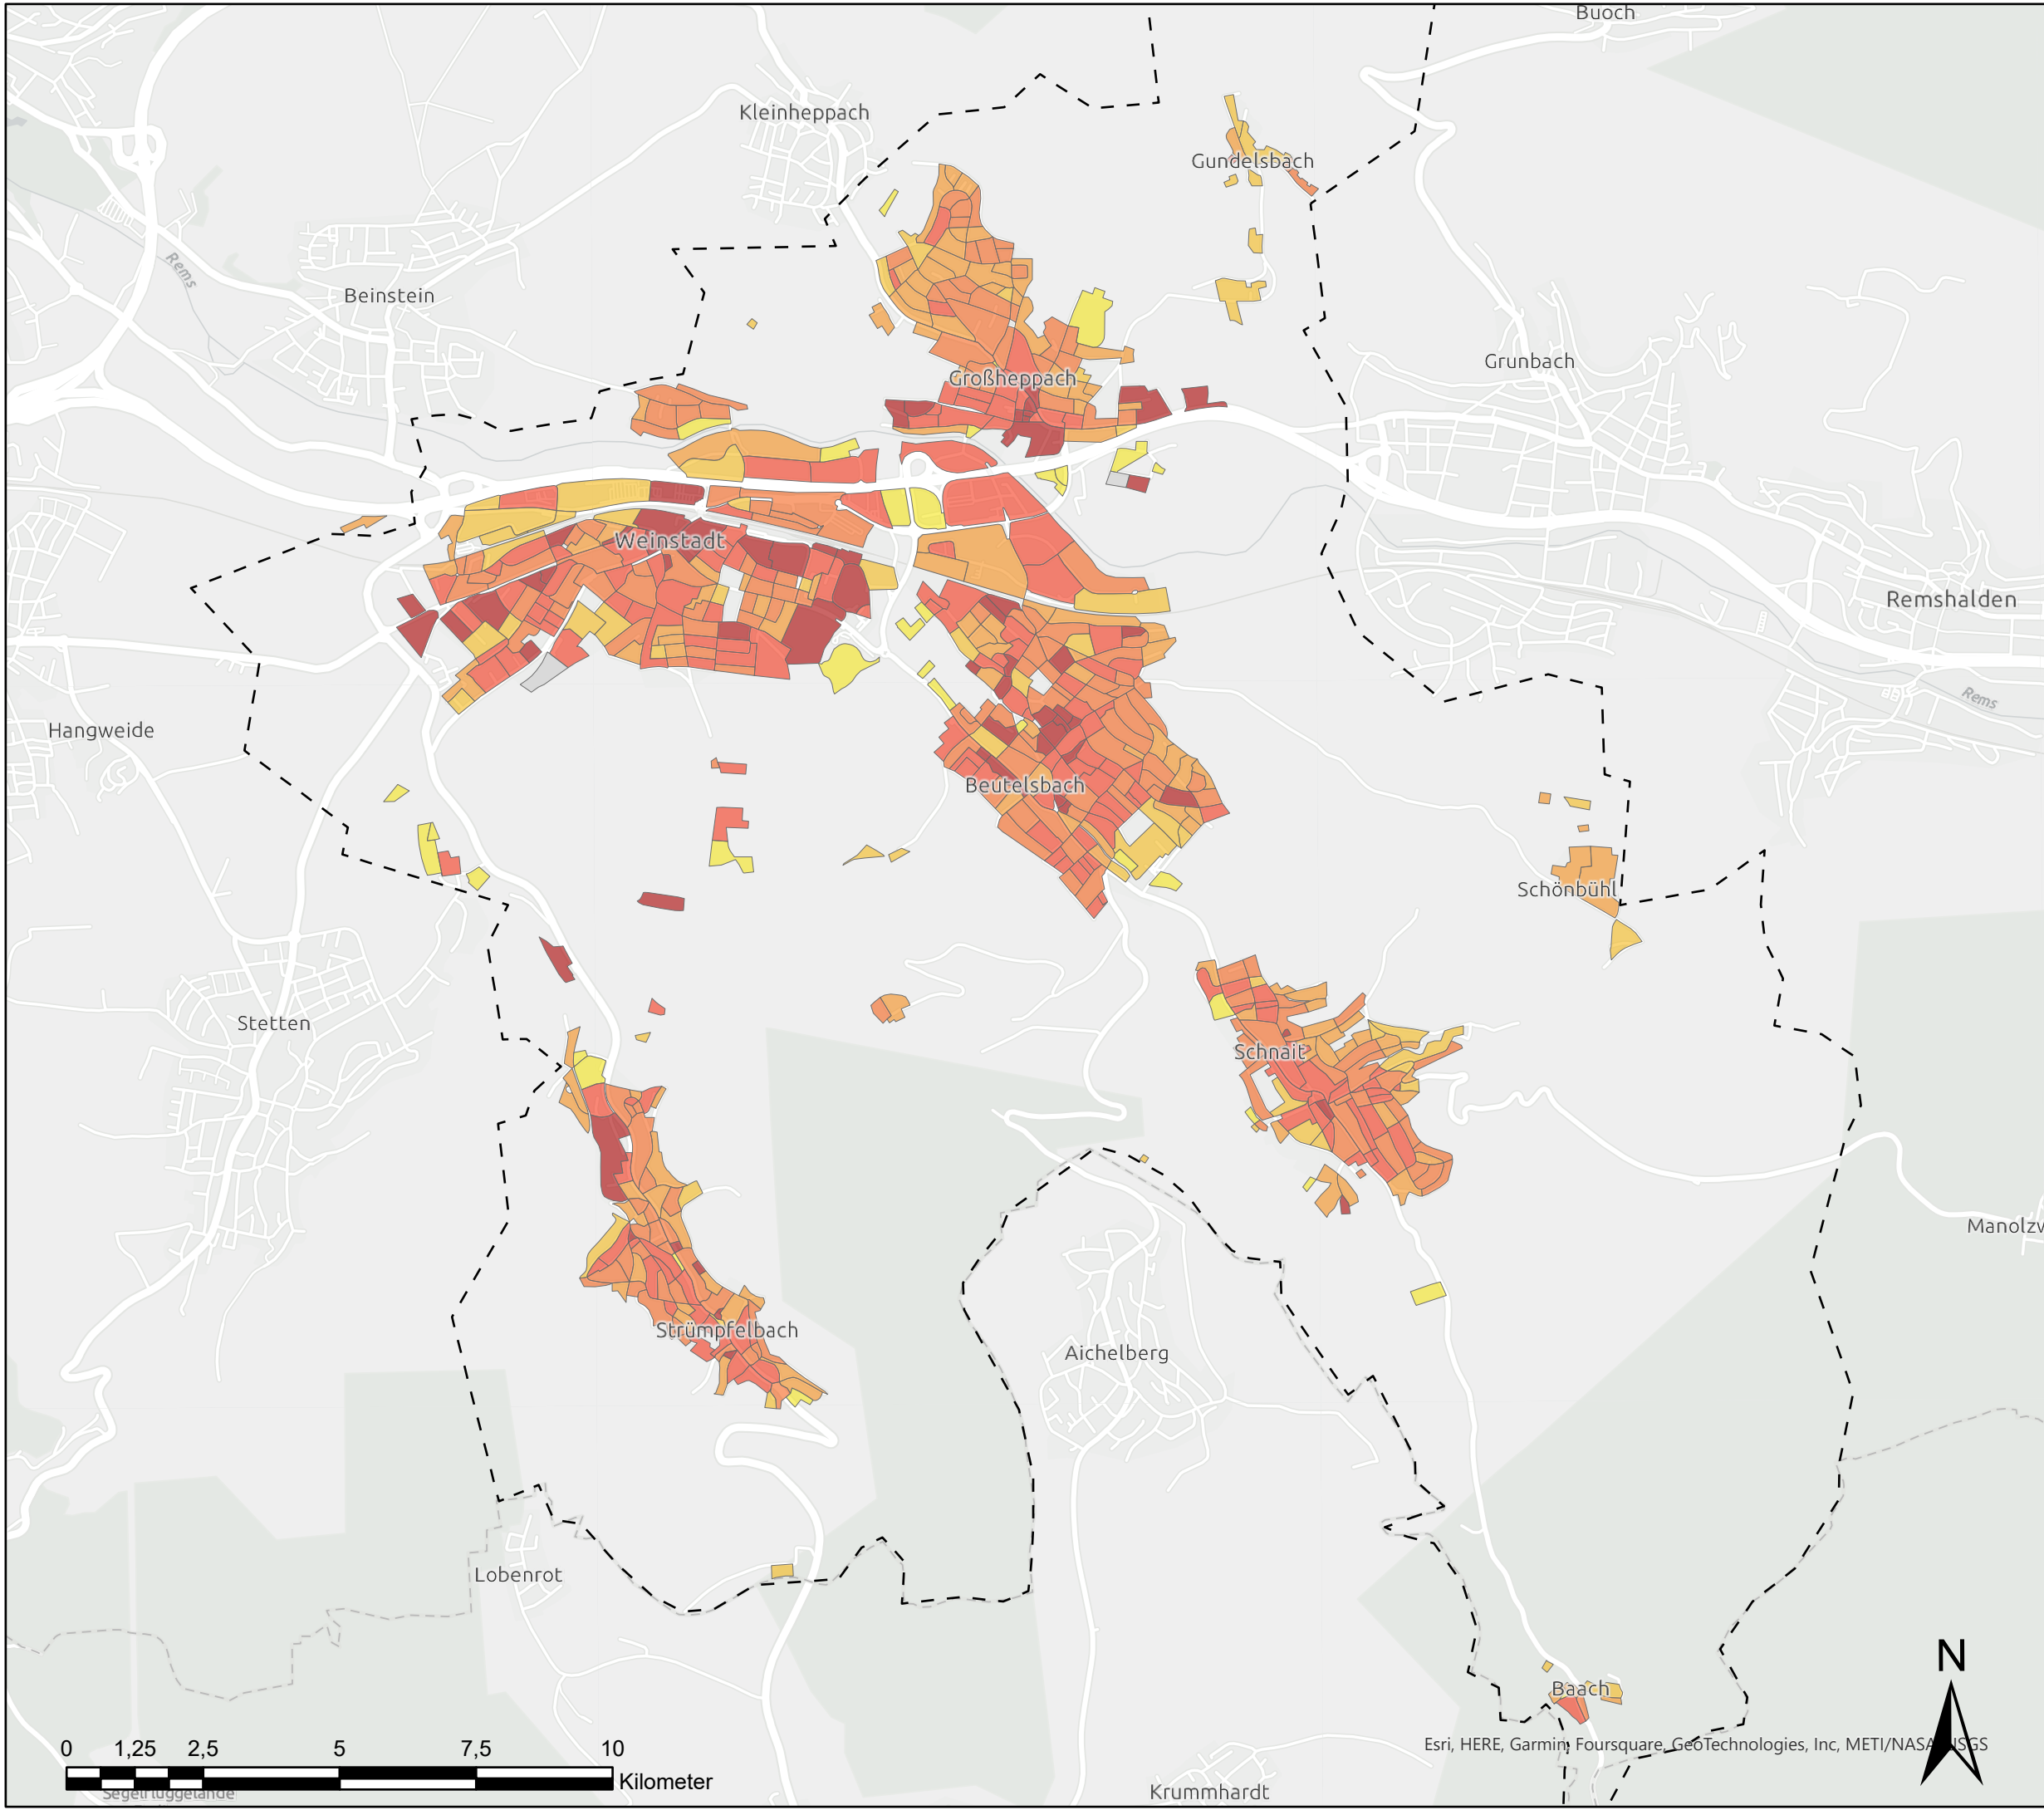 Buoch
Kleinheppach
Gundelsbach
Rems
Beinstein
Grunbach
Großheppach
Weinstadt
Remshalden
Rems
Hangweide
Beutelsbach
Schönbühl
Stetten
Schnait
Manolzw
Strümpfelbach
Aichelberg
Lobenrot
N
Baach
Esri, HERE, Garmin, Foursquare, GeoTechnologies, Inc, METI/NASA, USGS
0 1,25 2,5 5 7,5 10
Kilometer
Segelfluggelände
Krummhardt